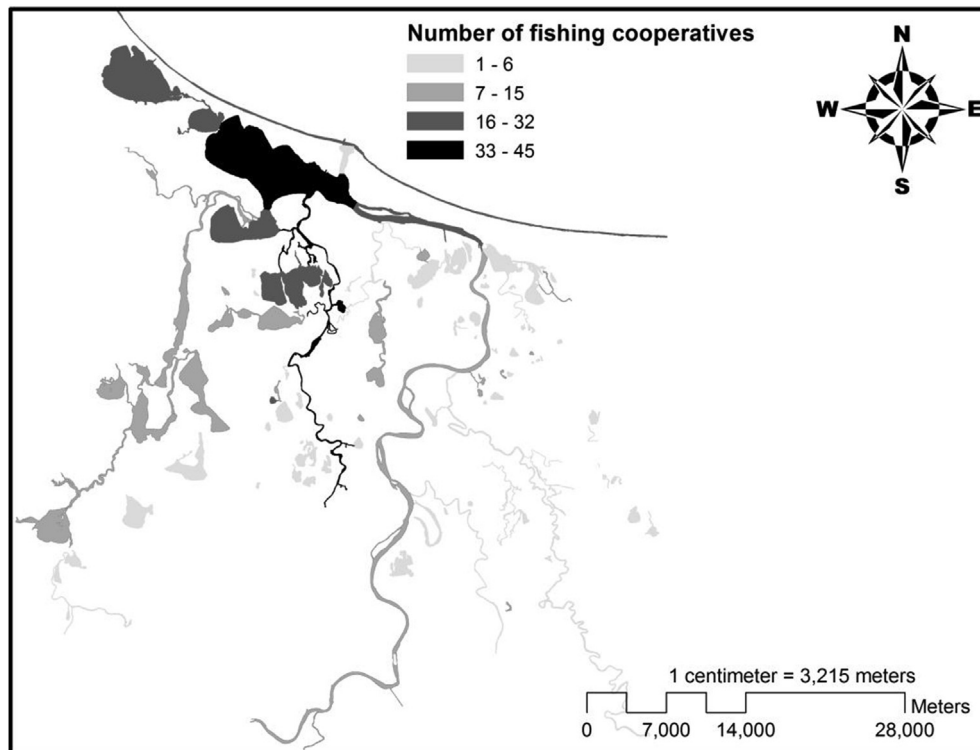 Number of fishing cooperatives
1 - 6
7 - 15
16 - 32
33 - 45
N
W E
S
1 centimeter = 3,215 meters
Meters
0 7,000 14,000 28,000